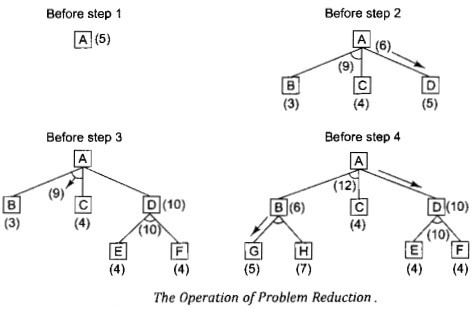 Before step 1
A (5)
Before step 2
A
(6)
(9)
B C D
(3) (4) (5)
Before step 3
A
(9)
B C D (10)
(3) (4) (10)
E F
(4) (4)
Before step 4
A
(12)
B (6) C D (10)
(4) (10)
G H E F
(5) (7) (4) (4)
The Operation of Problem Reduction .